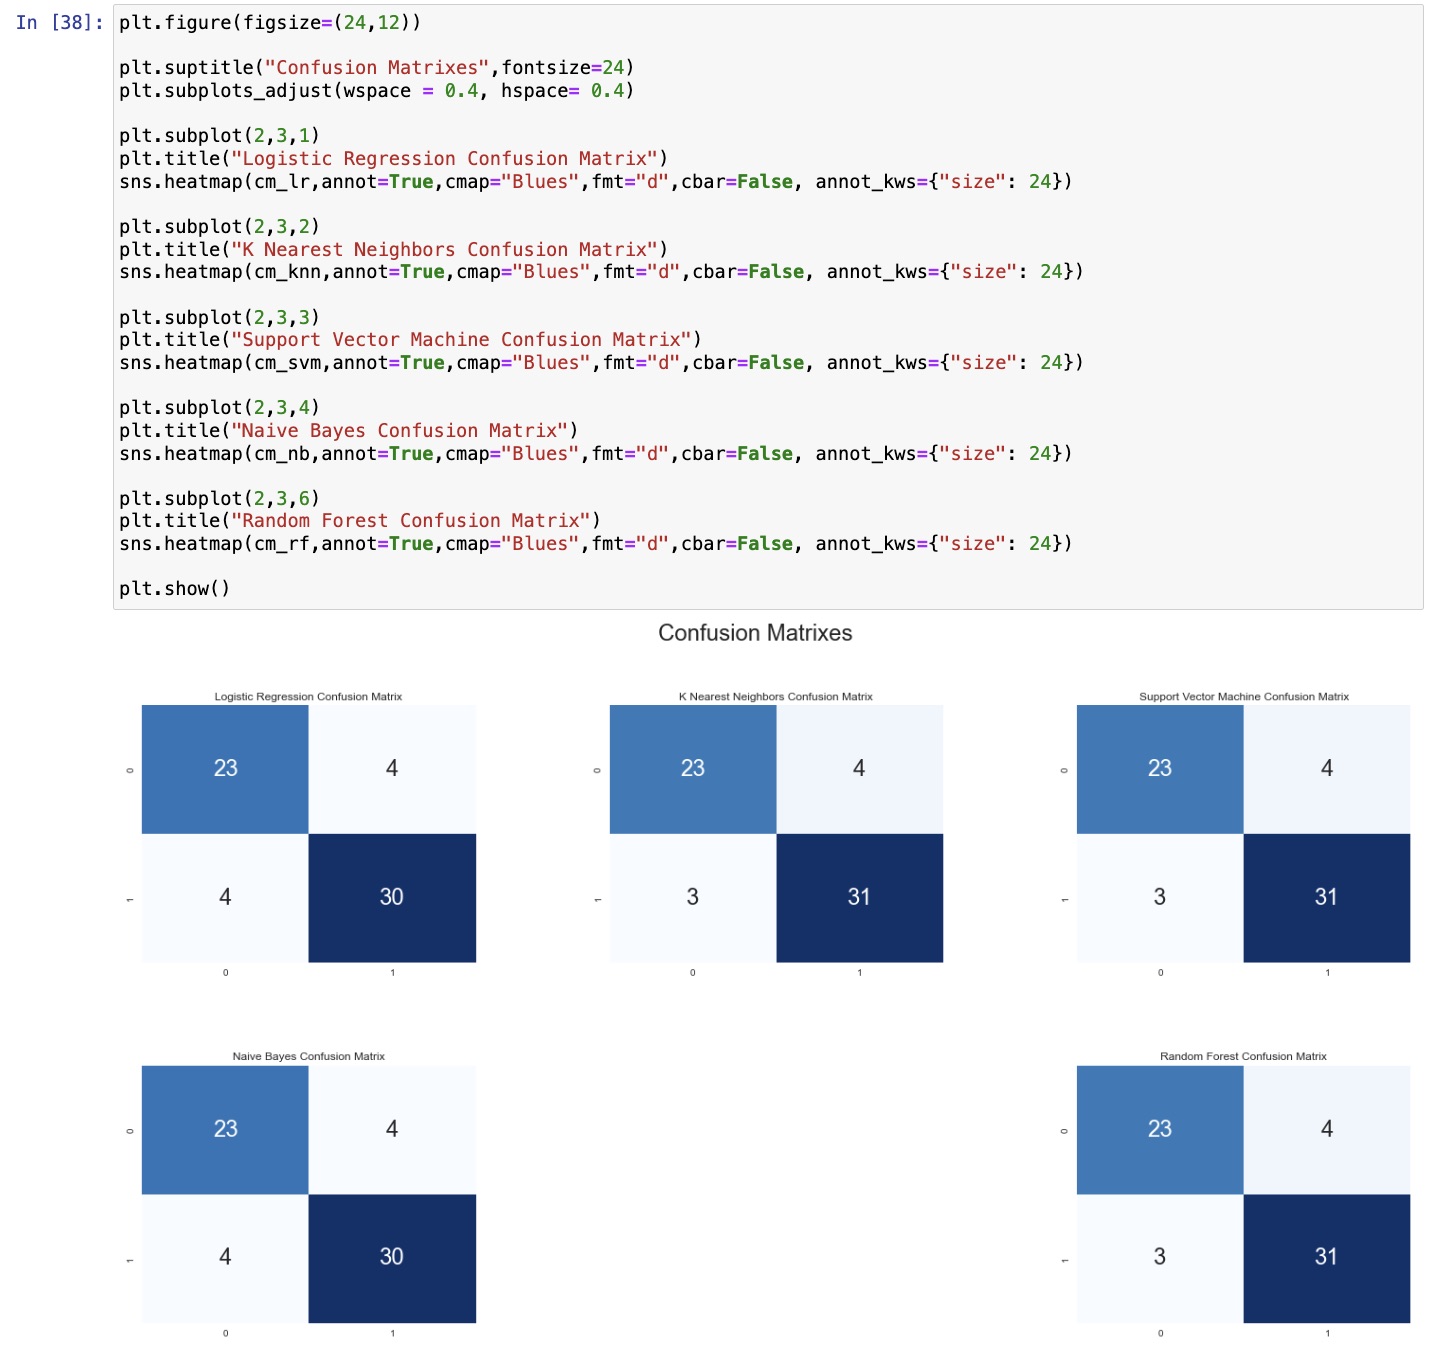 In [38]: plt.figure(figsize=(24,12))
plt.suptitle("Confusion Matrixes",fontsize=24)
plt.subplots_adjust(wspace = 0.4, hspace= 0.4)
plt.subplot(2,3,1)
plt.title("Logistic Regression Confusion Matrix")
sns.heatmap(cm_lr,annot=True,cmap="Blues",fmt="d",cbar=False, annot_kws={"size": 24})
plt.subplot(2,3,2)
plt.title("K Nearest Neighbors Confusion Matrix")
sns.heatmap(cm_knn,annot=True,cmap="Blues",fmt="d",cbar=False, annot_kws={"size": 24})
plt.subplot(2,3,3)
plt.title("Support Vector Machine Confusion Matrix")
sns.heatmap(cm_svm,annot=True,cmap="Blues",fmt="d",cbar=False, annot_kws={"size": 24})
plt.subplot(2,3,4)
plt.title("Naive Bayes Confusion Matrix")
sns.heatmap(cm_nb,annot=True,cmap="Blues",fmt="d",cbar=False, annot_kws={"size": 24})
plt.subplot(2,3,6)
plt.title("Random Forest Confusion Matrix")
sns.heatmap(cm_rf,annot=True,cmap="Blues",fmt="d",cbar=False, annot_kws={"size": 24})
plt.show()
Confusion Matrixes
Logistic Regression Confusion Matrix
0 23 4
1 4 30
0 1
K Nearest Neighbors Confusion Matrix
0 23 4
1 3 31
0 1
Support Vector Machine Confusion Matrix
0 23 4
1 3 31
0 1
Naive Bayes Confusion Matrix
0 23 4
1 4 30
0 1
Random Forest Confusion Matrix
0 23 4
1 3 31
0 1